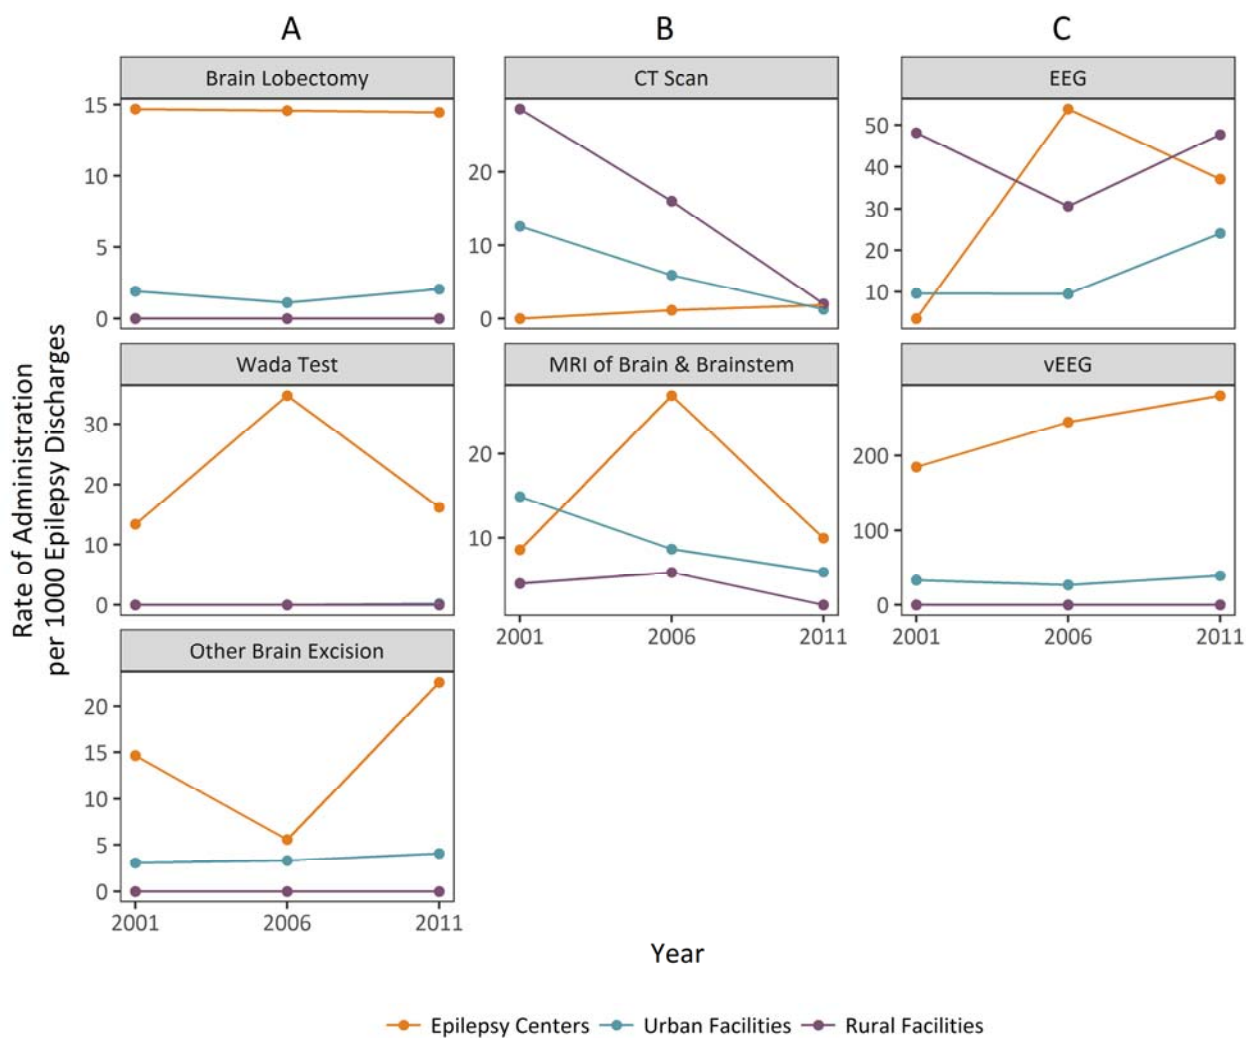 A
B
C
Brain Lobectomy
CT Scan
EEG
15
10
5
0
20
10
0
50
40
30
20
10
Wada Test
MRI of Brain & Brainstem
vEEG
30
20
10
0
20
10
2001
2006
2011
200
100
0
2001
2006
2011
Other Brain Excision
20
15
10
5
0
2001
2006
2011
Rate of Administration
per 1000 Epilepsy Discharges
Year
Epilepsy Centers
Urban Facilities
Rural Facilities